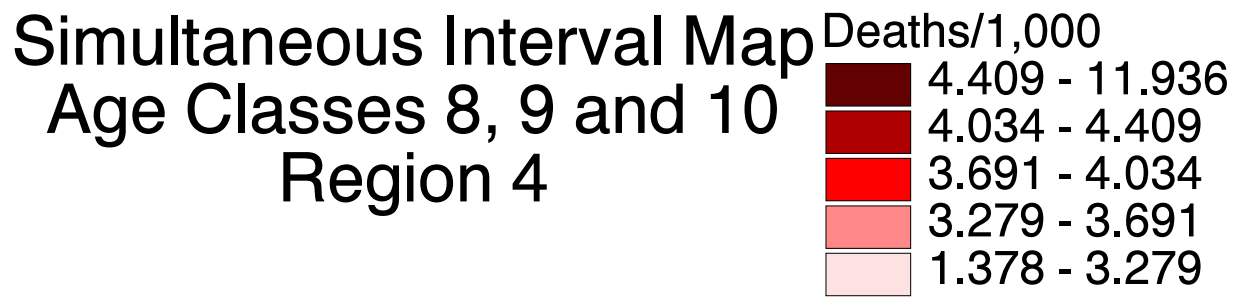 Simultaneous Interval Map
Age Classes 8, 9 and 10
Region 4
Deaths/1,000
4.409 - 11.936
4.034 - 4.409
3.691 - 4.034
3.279 - 3.691
1.378 - 3.279